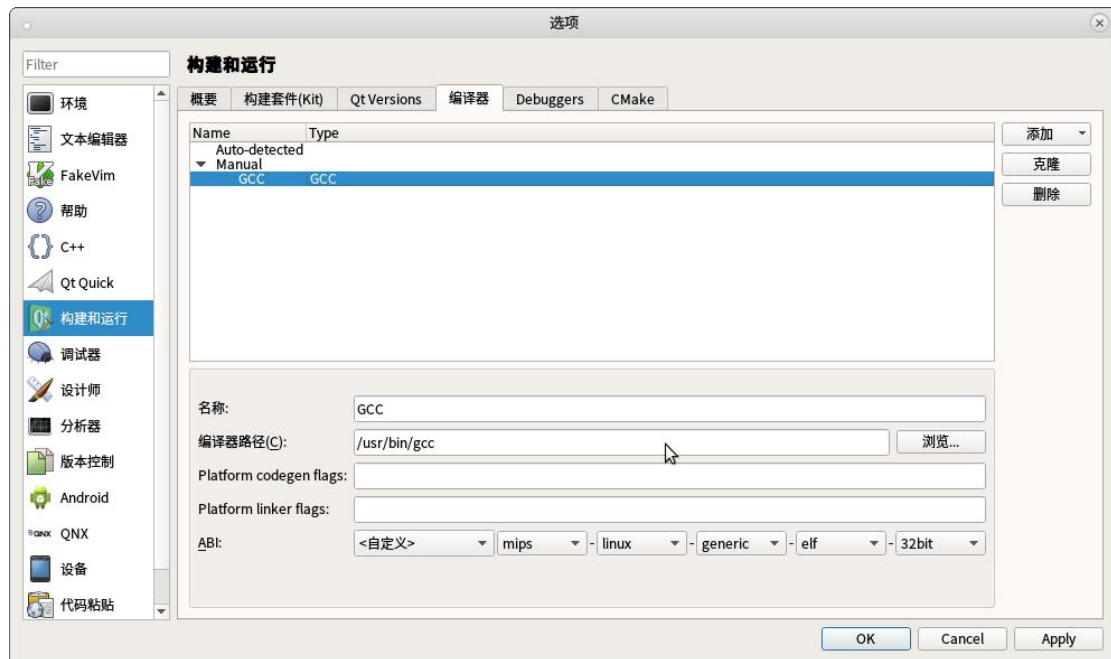 选项
Filter
环境
文本编辑器
FakeVim
帮助
C++
Qt Quick
构建和运行
调试器
设计师
分析器
版本控制
Android
QNX
设备
代码粘贴
构建和运行
概要 构建套件(Kit) Qt Versions 编译器 Debuggers CMake
Name Type
Auto-detected
Manual
GCC GCC
添加
克隆
删除
名称: GCC
编译器路径(C): /usr/bin/gcc 浏览...
Platform codegen flags:
Platform linker flags:
ABI: <自定义> mips - linux - generic - elf - 32bit
OK Cancel Apply